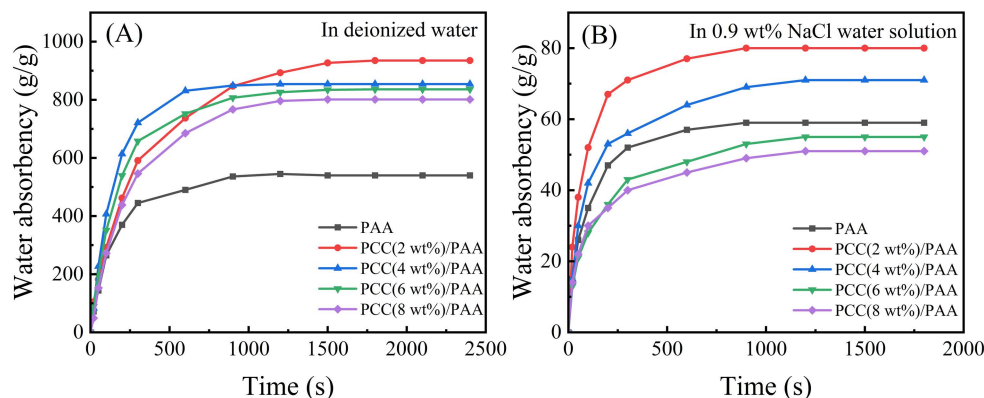 (A)
In deionized water
Water absorbency (g/g)
1000
800
600
400
200
0
PAA
PCC(2 wt%)/PAA
PCC(4 wt%)/PAA
PCC(6 wt%)/PAA
PCC(8 wt%)/PAA
0 500 1000 1500 2000 2500
Time (s)
(B)
In 0.9 wt% NaCl water solution
Water absorbency (g/g)
80
60
40
20
0
PAA
PCC(2 wt%)/PAA
PCC(4 wt%)/PAA
PCC(6 wt%)/PAA
PCC(8 wt%)/PAA
0 500 1000 1500 2000
Time (s)